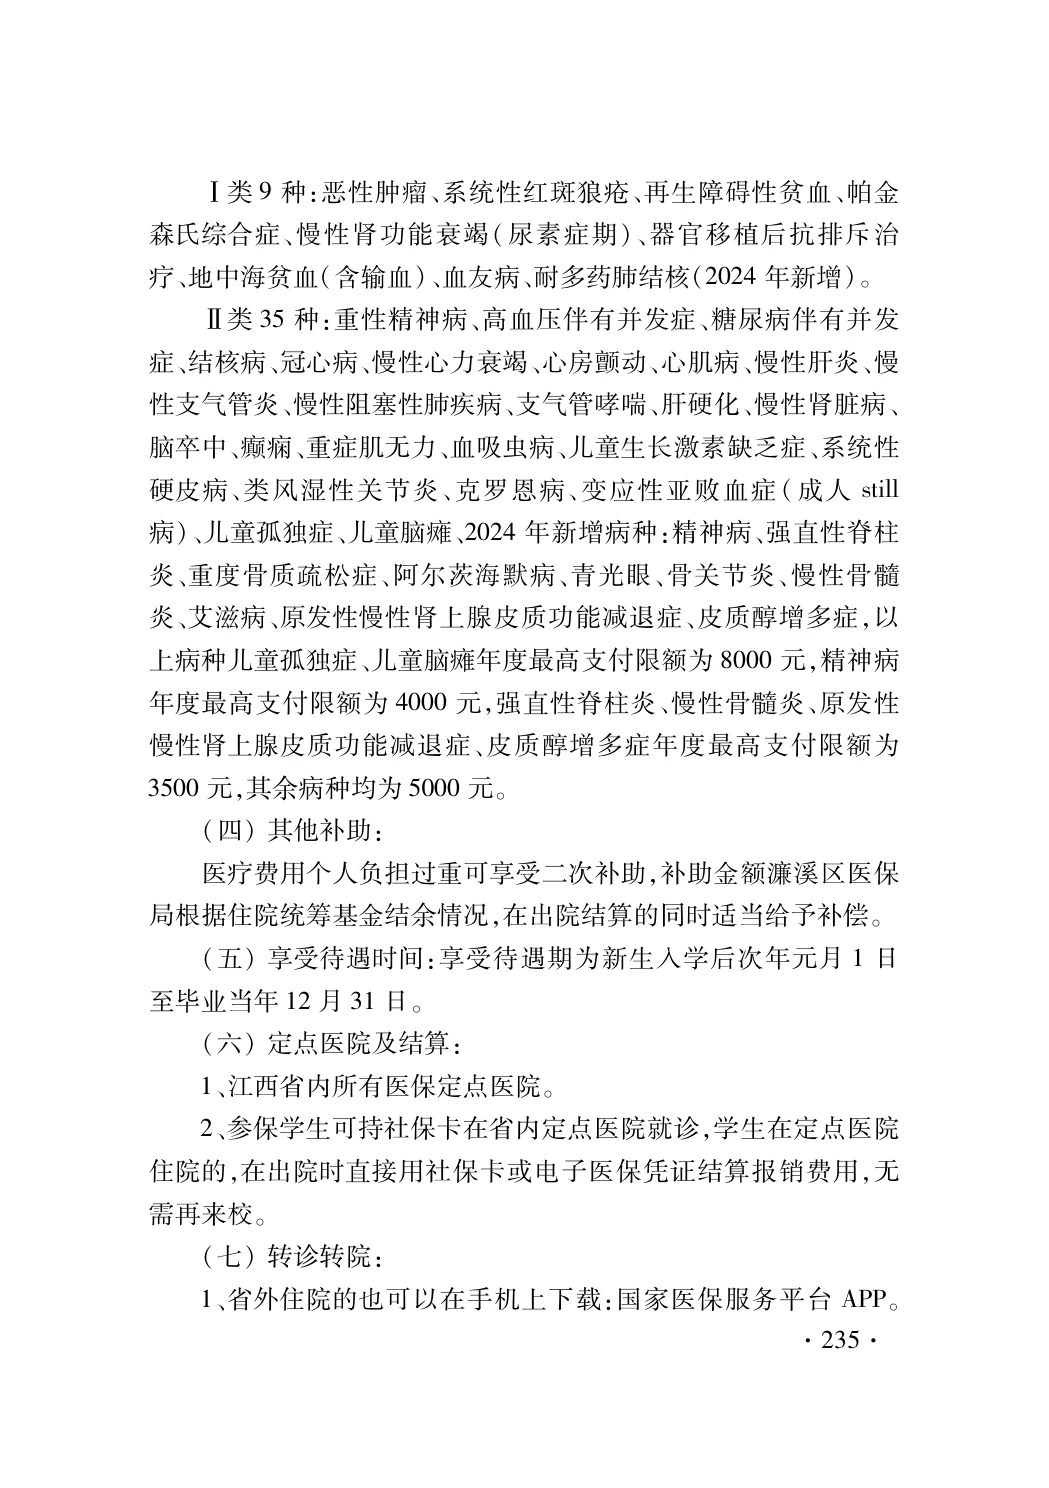 Ⅰ类9 种:恶性肿瘤、系统性红斑狼疮、再生障碍性贫血、帕金
森氏综合症、慢性肾功能衰竭(尿素症期)、器官移植后抗排斥治
疗、地中海贫血(含输血)、血友病、耐多药肺结核(2024 年新增)。
Ⅱ类 35 种:重性精神病、高血压伴有并发症、糖尿病伴有并发
症、结核病、冠心病、慢性心力衰竭、心房颤动、心肌病、慢性肝炎、慢
性支气管炎、慢性阻塞性肺疾病、支气管哮喘、肝硬化、慢性肾脏病、
脑卒中、癫痫、重症肌无力、血吸虫病、儿童生长激素缺乏症、系统性
硬皮病、类风湿性关节炎、克罗恩病、变应性亚败血症(成人 still
病)、儿童孤独症、儿童脑瘫、2024 年新增病种:精神病、强直性脊柱
炎、重度骨质疏松症、阿尔茨海默病、青光眼、骨关节炎、慢性骨髓
炎、艾滋病、原发性慢性肾上腺皮质功能减退症、皮质醇增多症,以
上病种儿童孤独症、儿童脑瘫年度最高支付限额为 8000 元,精神病
年度最高支付限额为 4000 元,强直性脊柱炎、慢性骨髓炎、原发性
慢性肾上腺皮质功能减退症、皮质醇增多症年度最高支付限额为
3500 元,其余病种均为 5000 元。
(四)其他补助:
医疗费用个人负担过重可享受二次补助,补助金额濂溪区医保
局根据住院统筹基金结余情况,在出院结算的同时适当给予补偿。
(五)享受待遇时间:享受待遇期为新生入学后次年元月 1 日
至毕业当年 12 月 31 日。
(六)定点医院及结算:
1、江西省内所有医保定点医院。
2、参保学生可持社保卡在省内定点医院就诊,学生在定点医院
住院的,在出院时直接用社保卡或电子医保凭证结算报销费用,无
需再来校。
(七)转诊转院:
1、省外住院的也可以在手机上下载:国家医保服务平台 APP。
·235·